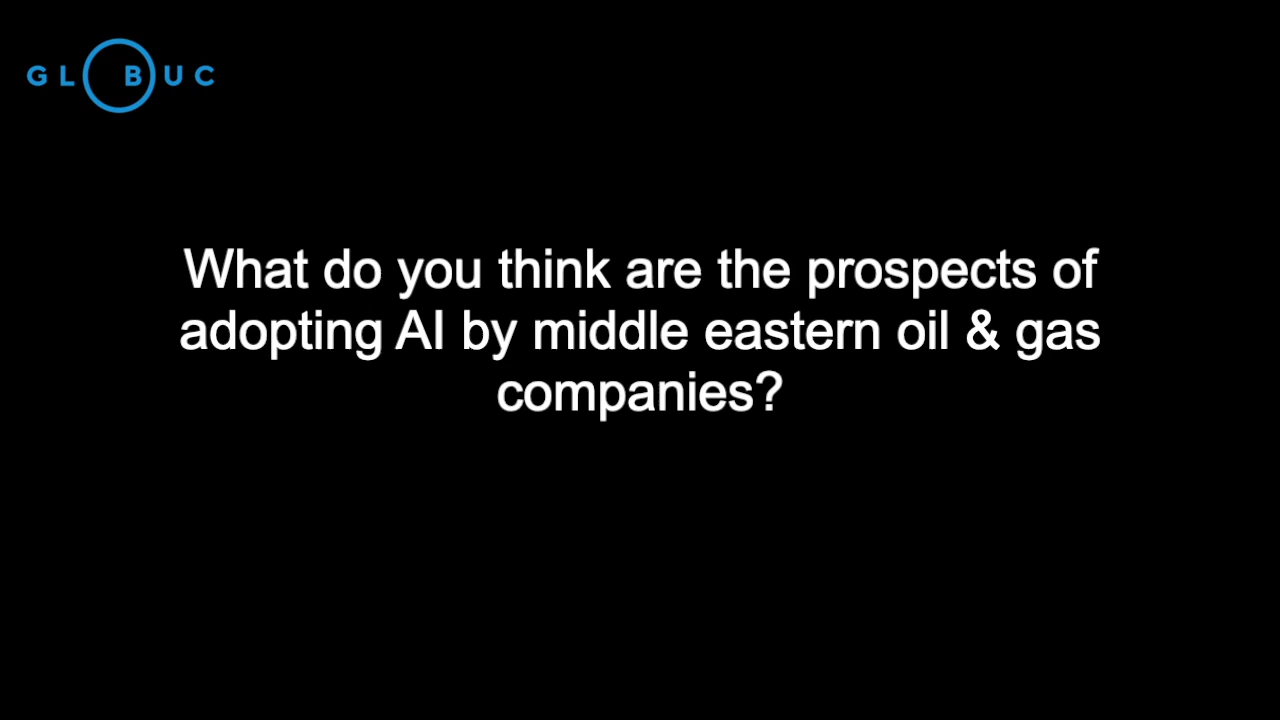 GLOBUC
What do you think are the prospects of
adopting AI by middle eastern oil & gas
companies?